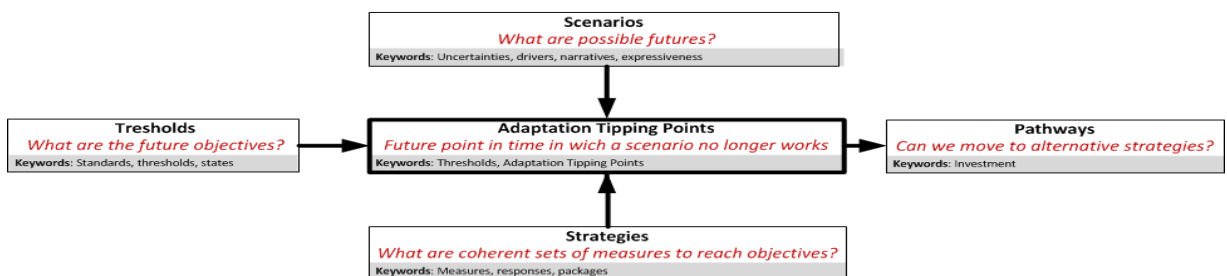 Scenarios
What are possible futures?
Keywords: Uncertainties, drivers, narratives, expressiveness
Tresholds
What are the future objectives?
Keywords: Standards, thresholds, states
Adaptation Tipping Points
Future point in time in wich a scenario no longer works
Keywords: Thresholds, Adaptation Tipping Points
Pathways
Can we move to alternative strategies?
Keywords: Investment
Strategies
What are coherent sets of measures to reach objectives?
Keywords: Measures, responses, packages